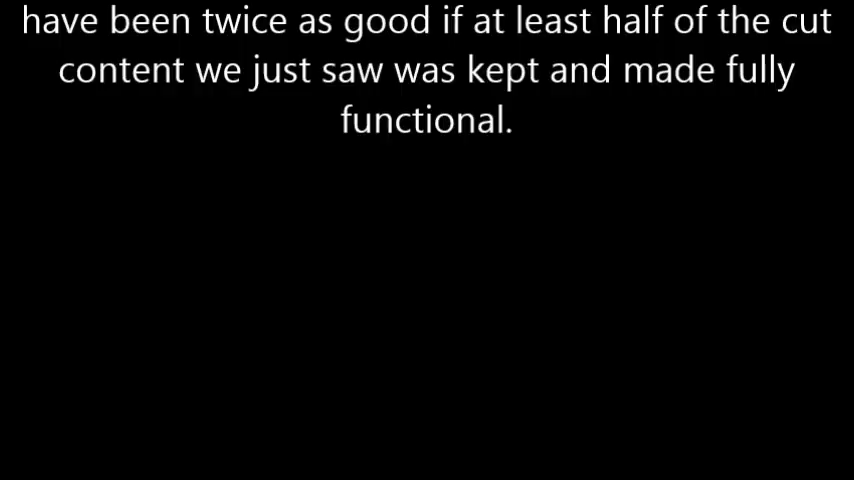 have been twice as good if at least half of the cut
content we just saw was kept and made fully
functional.